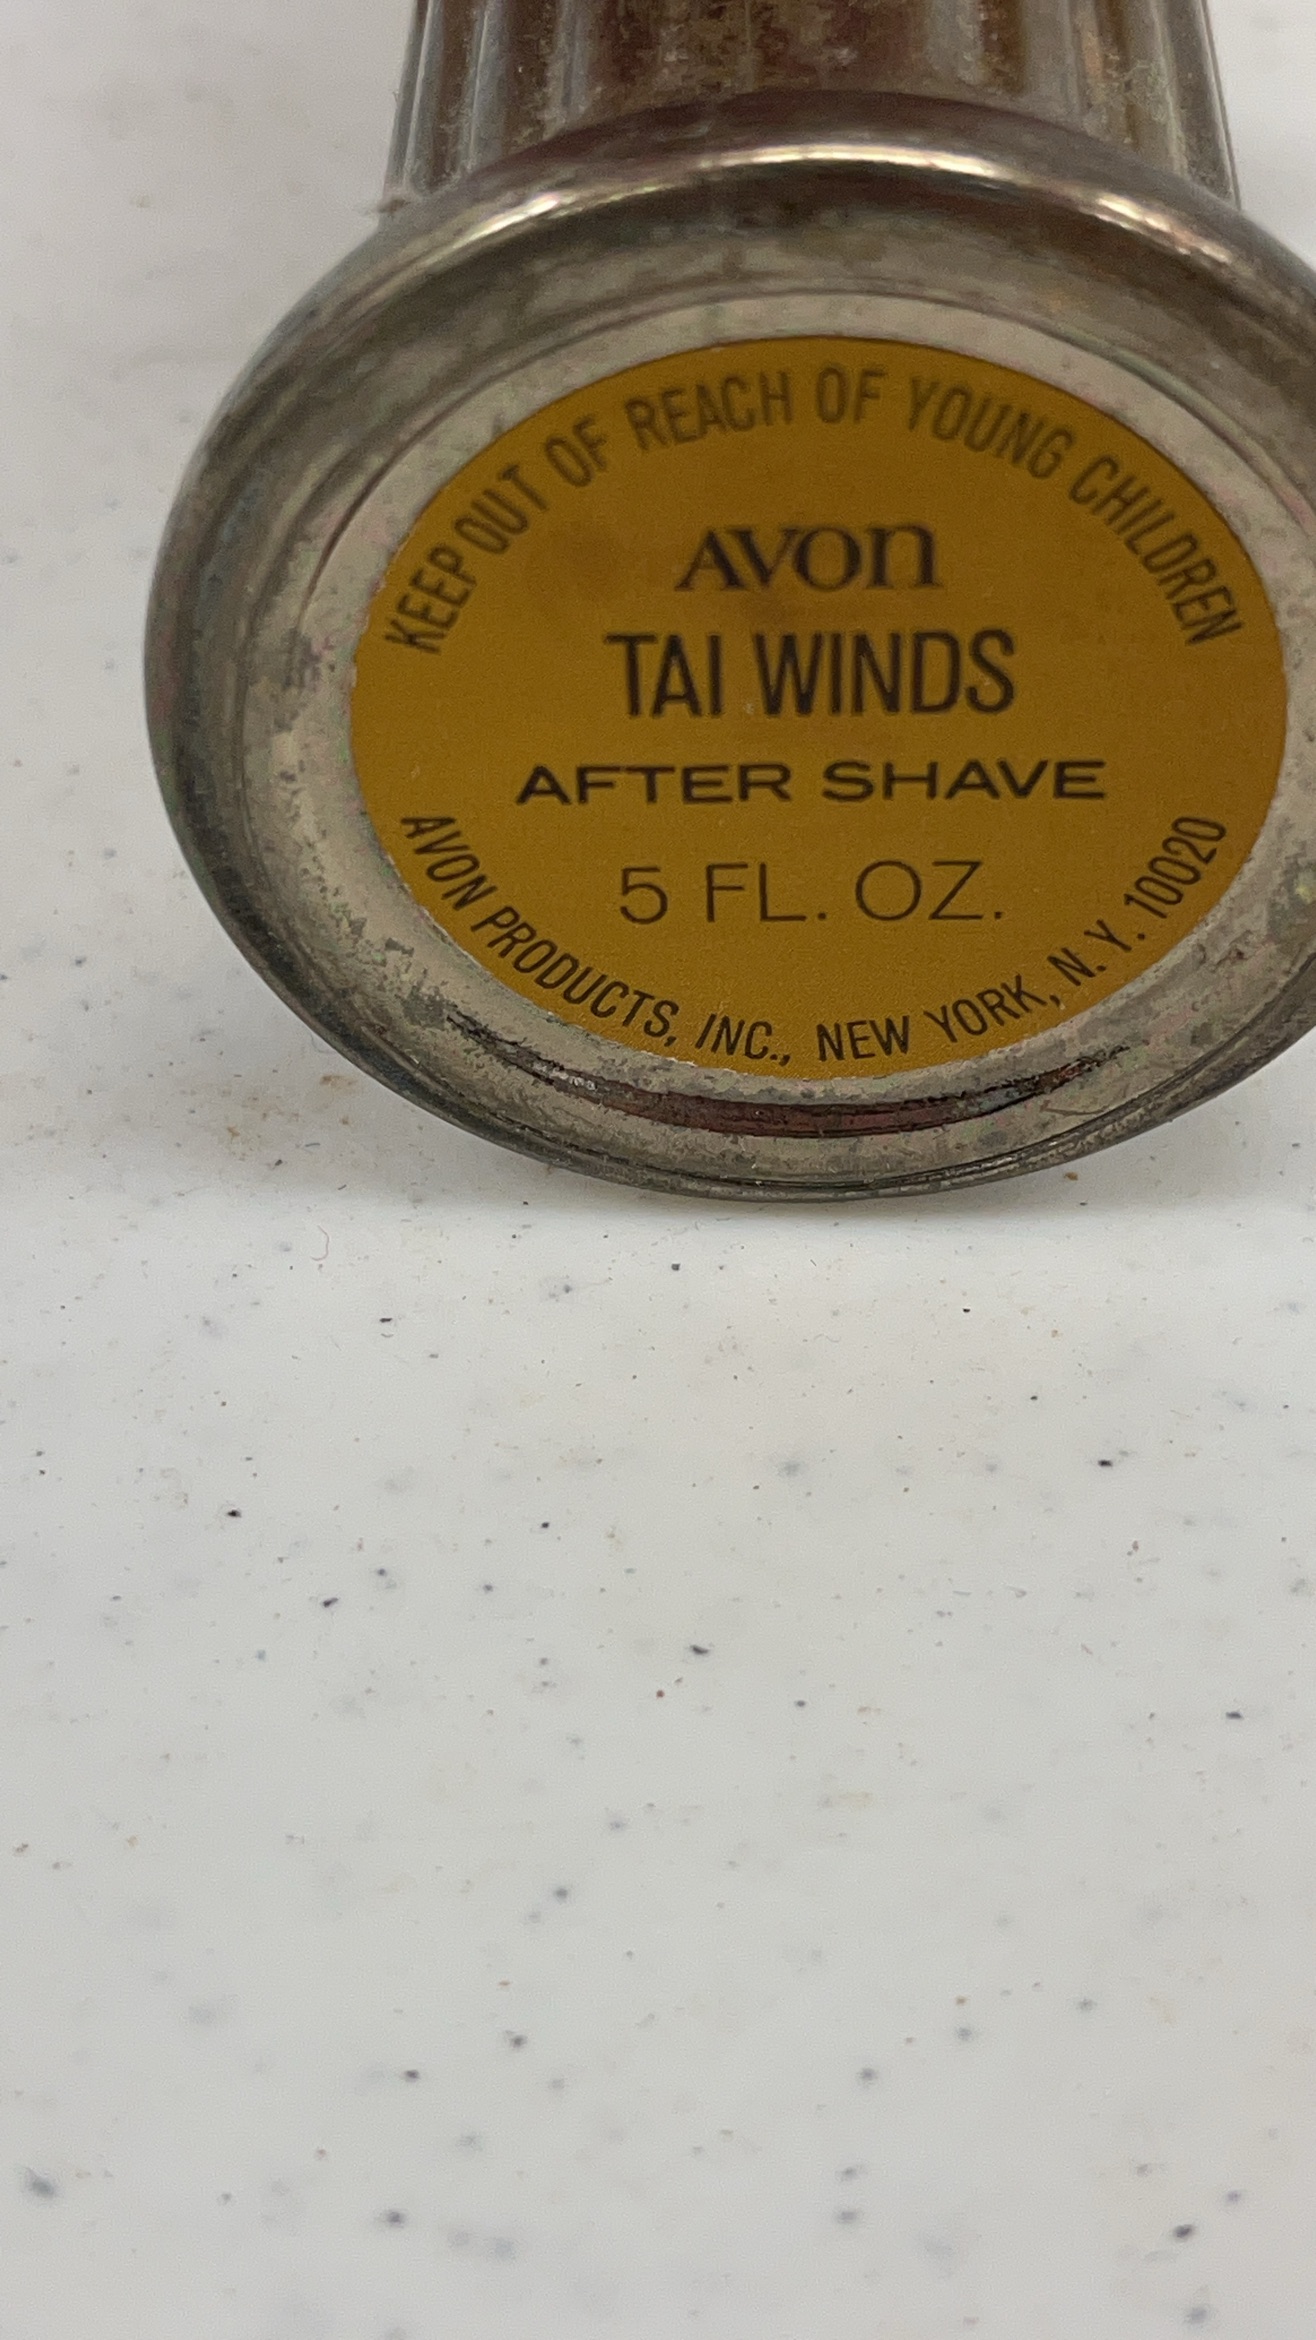 KEEP OUT OF REACH OF YOUNG CHILDREN
AVON
TAI WINDS
AFTER SHAVE
5 FL. OZ.
AVON PRODUCTS, INC., NEW YORK, N. Y. 10020